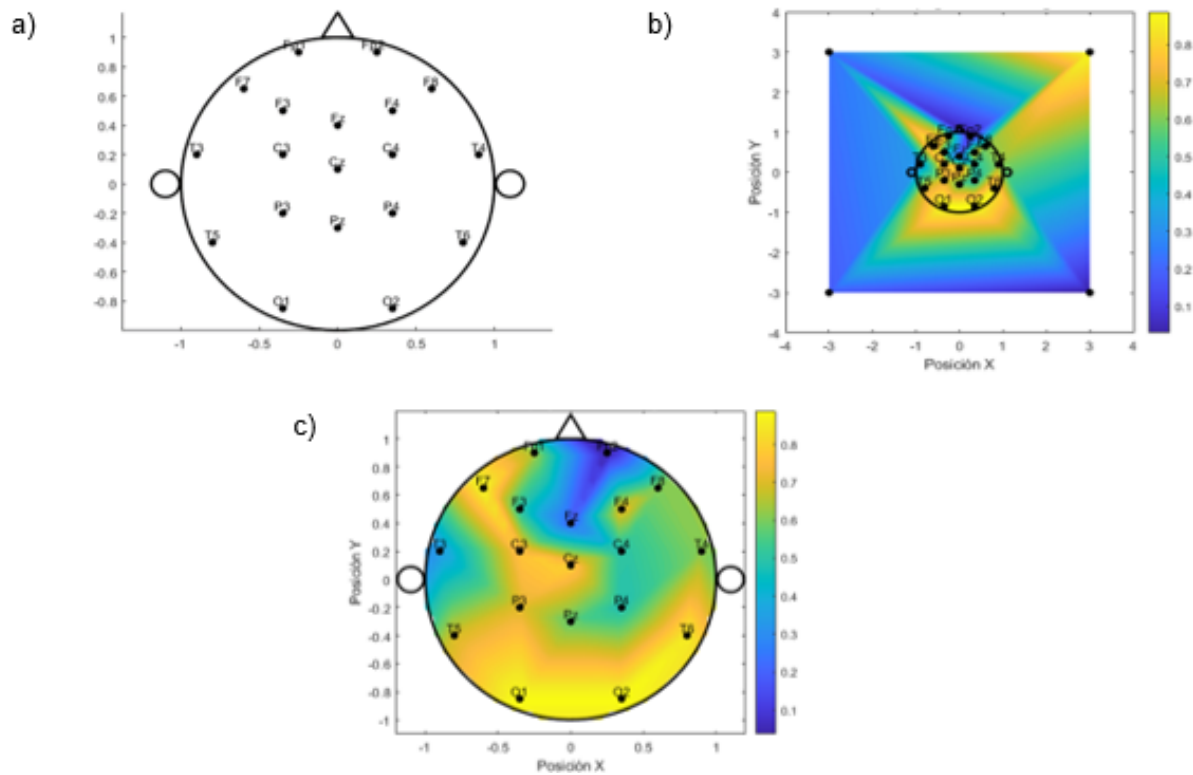 a)
1
0.8
0.6
0.4
0.2
0
-0.2
-0.4
-0.6
-0.8
-1 -0.5 0 0.5 1
F7 F8
F3 F4
Fz
T3 C3 C4 T4
Cz
P3 P4
Pz
T5 T6
O1 O2
b)
4
3
2
1
0
-1
-2
-3
-4
-4 -3 -2 -1 0 1 2 3 4
Posición Y
Posición X
O1 O2
0.8
0.7
0.6
0.5
0.4
0.3
0.2
0.1
c)
1
0.8
0.6
0.4
0.2
0
-0.2
-0.4
-0.6
-0.8
-1
-1 -0.5 0 0.5 1
Posición Y
Posición X
F7 F8
F3 F4
Fz
T3 C3 C4 T4
Cz
P3 P4
Pz
T5 T6
O1 O2
0.8
0.7
0.6
0.5
0.4
0.3
0.2
0.1